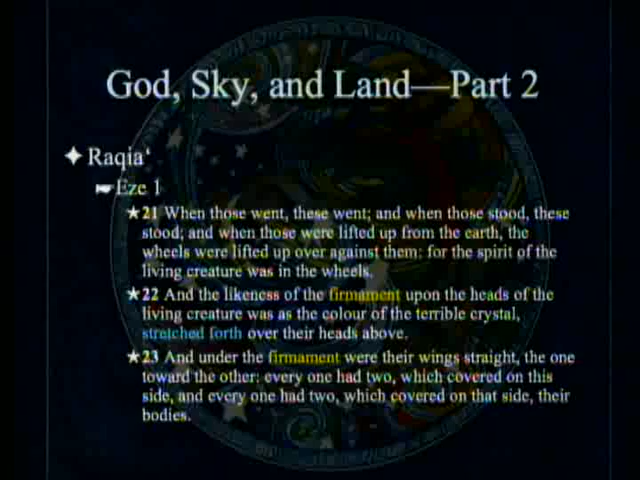 God, Sky, and Land—Part 2
Raqia‘
Eze 1
21 When those went, these went; and when those stood, these
stood; and when those were lifted up from the earth, the
wheels were lifted up over against them: for the spirit of the
living creature was in the wheels.
22 And the likeness of the firmament upon the heads of the
living creature was as the colour of the terrible crystal,
stretched forth over their heads above.
23 And under the firmament were their wings straight, the one
toward the other: every one had two, which covered on this
side, and every one had two, which covered on that side, their
bodies.